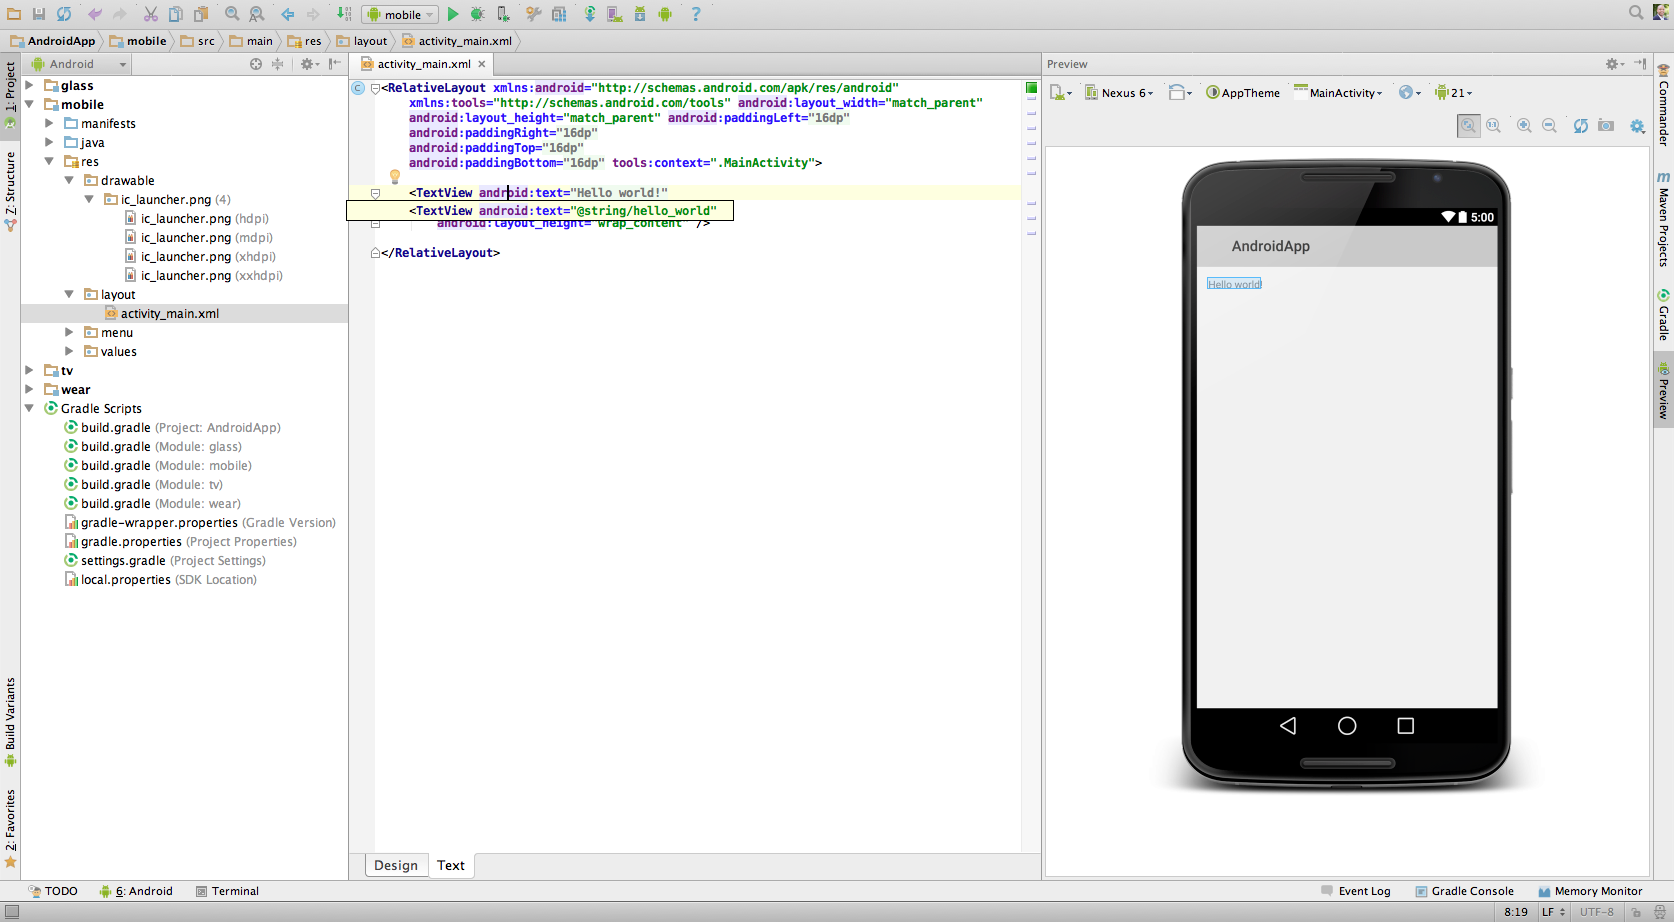 mobile
AndroidApp mobile src main res layout activity_main.xml
Android
activity_main.xml
Preview
1: Project
Z: Structure
Build Variants
2: Favorites
glass
mobile
manifests
java
res
drawable
ic_launcher.png (4)
ic_launcher.png (hdpi)
ic_launcher.png (mdpi)
ic_launcher.png (xhdpi)
ic_launcher.png (xxhdpi)
layout
activity_main.xml
menu
values
tv
wear
Gradle Scripts
build.gradle (Project: AndroidApp)
build.gradle (Module: glass)
build.gradle (Module: mobile)
build.gradle (Module: tv)
build.gradle (Module: wear)
gradle-wrapper.properties (Gradle Version)
gradle.properties (Project Properties)
settings.gradle (Project Settings)
local.properties (SDK Location)
C
<RelativeLayout xmlns:android="http://schemas.android.com/apk/res/android"
xmlns:tools="http://schemas.android.com/tools" android:layout_width="match_parent"
android:layout_height="match_parent" android:paddingLeft="16dp"
android:paddingRight="16dp"
android:paddingTop="16dp"
android:paddingBottom="16dp" tools:context=".MainActivity">
<TextView android:text="Hello world!"
<TextView android:text="@string/hello_world"
android:layout_height="wrap_content" />
</RelativeLayout>
Design Text
Nexus 6 AppTheme MainActivity 21
1:1
5:00
AndroidApp
Hello world!
Commander
m Maven Projects
Gradle
Preview
TODO 6: Android Terminal
Event Log Gradle Console Memory Monitor
8:19 LF UTF-8